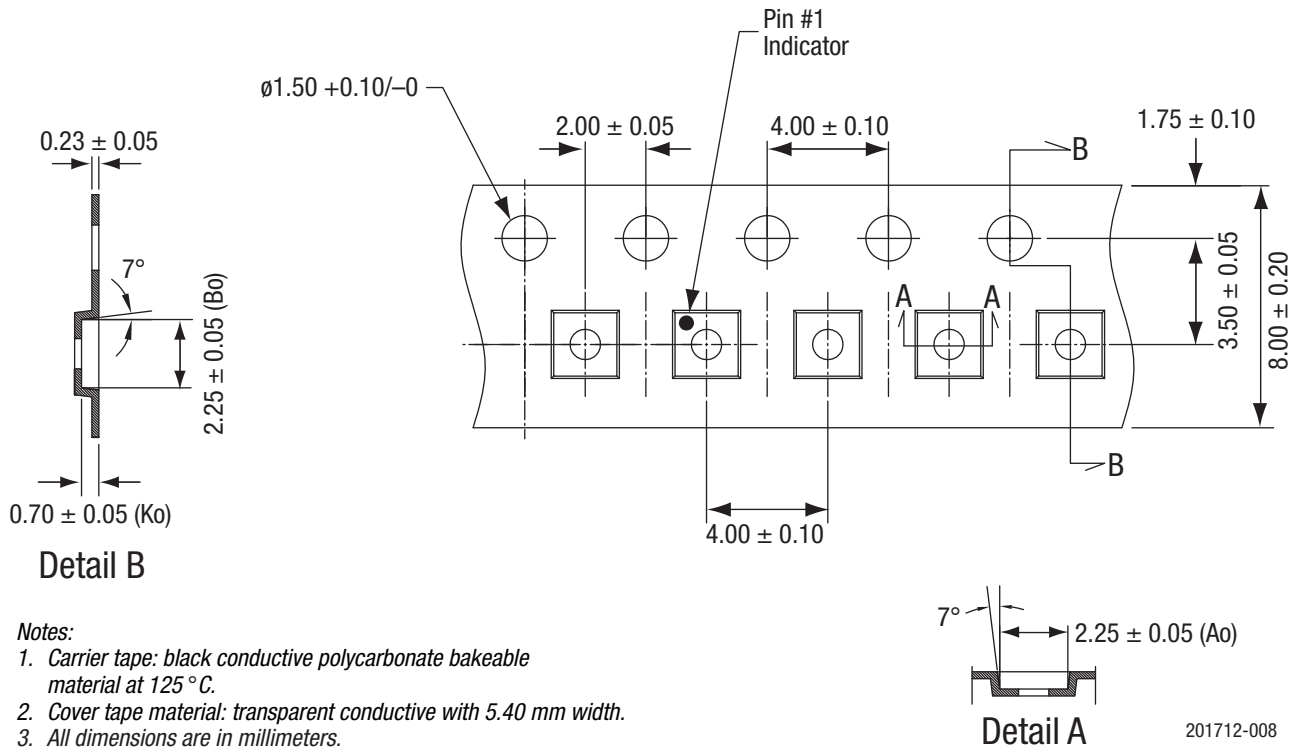 Pin #1
Indicator
ø1.50 +0.10/–0
0.23 ± 0.05
2.00 ± 0.05
4.00 ± 0.10
1.75 ± 0.10
B
7°
2.25 ± 0.05 (Bo)
A
A
3.50 ± 0.05
8.00 ± 0.20
B
0.70 ± 0.05 (Ko)
4.00 ± 0.10
Detail B
7°
2.25 ± 0.05 (Ao)
Notes:
1. Carrier tape: black conductive polycarbonate bakeable
material at 125°C.
2. Cover tape material: transparent conductive with 5.40 mm width.
3. All dimensions are in millimeters.
Detail A
201712-008